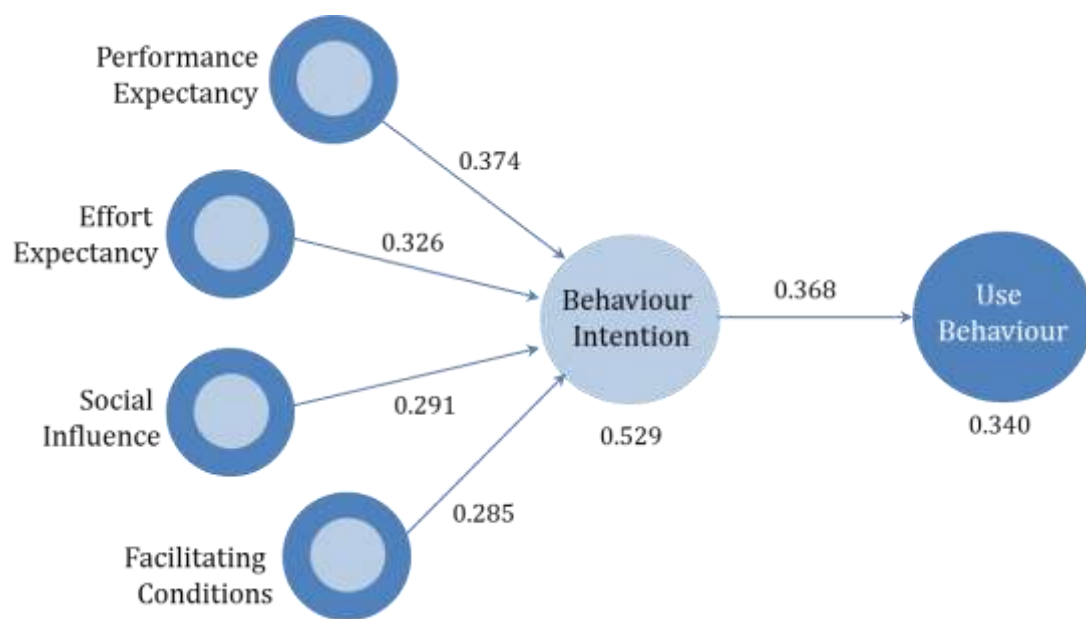 Performance
Expectancy
0.374
Effort
Expectancy
0.326
Behaviour
Intention
0.368
Use
Behaviour
Social
Influence
0.291
0.529
0.340
0.285
Facilitating
Conditions